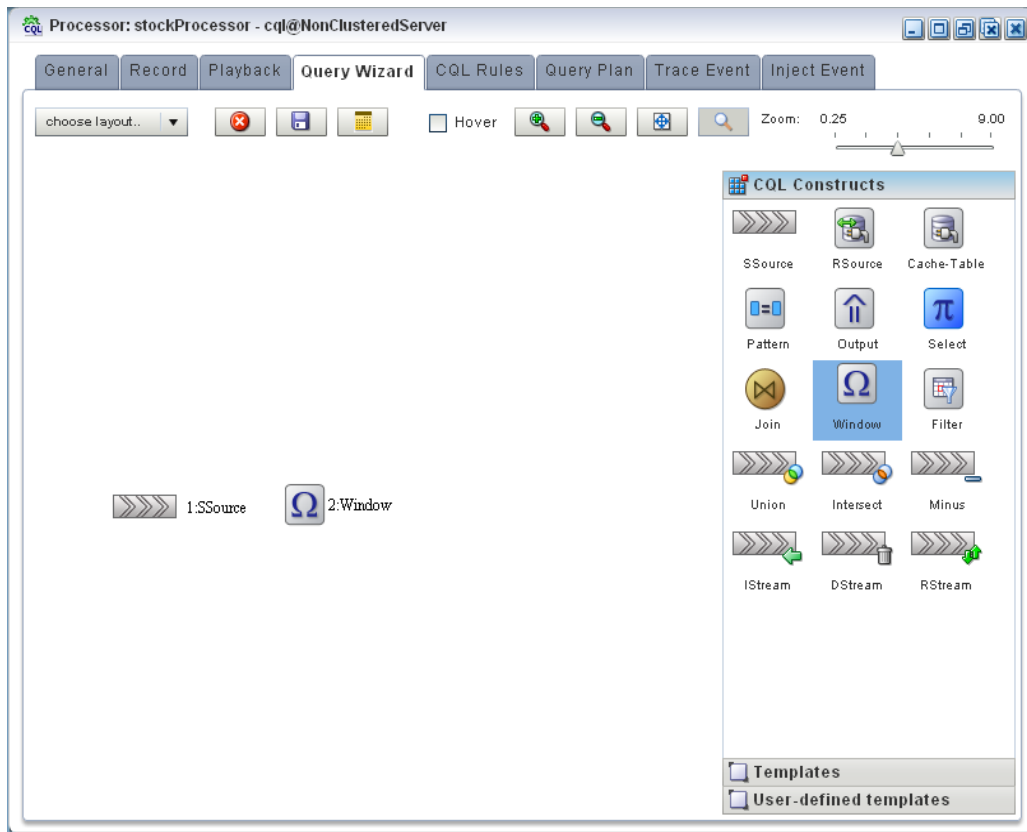 CQL Processor: stockProcessor - cql@NonClusteredServer
General Record Playback Query Wizard CQL Rules Query Plan Trace Event Inject Event
choose layout.. Hover Zoom: 0.25 9.00
CQL Constructs
SSource RSource Cache-Table
Pattern Output Select
Join Window Filter
1:SSource 2:Window
Union Intersect Minus
IStream DStream RStream
Templates
User-defined templates